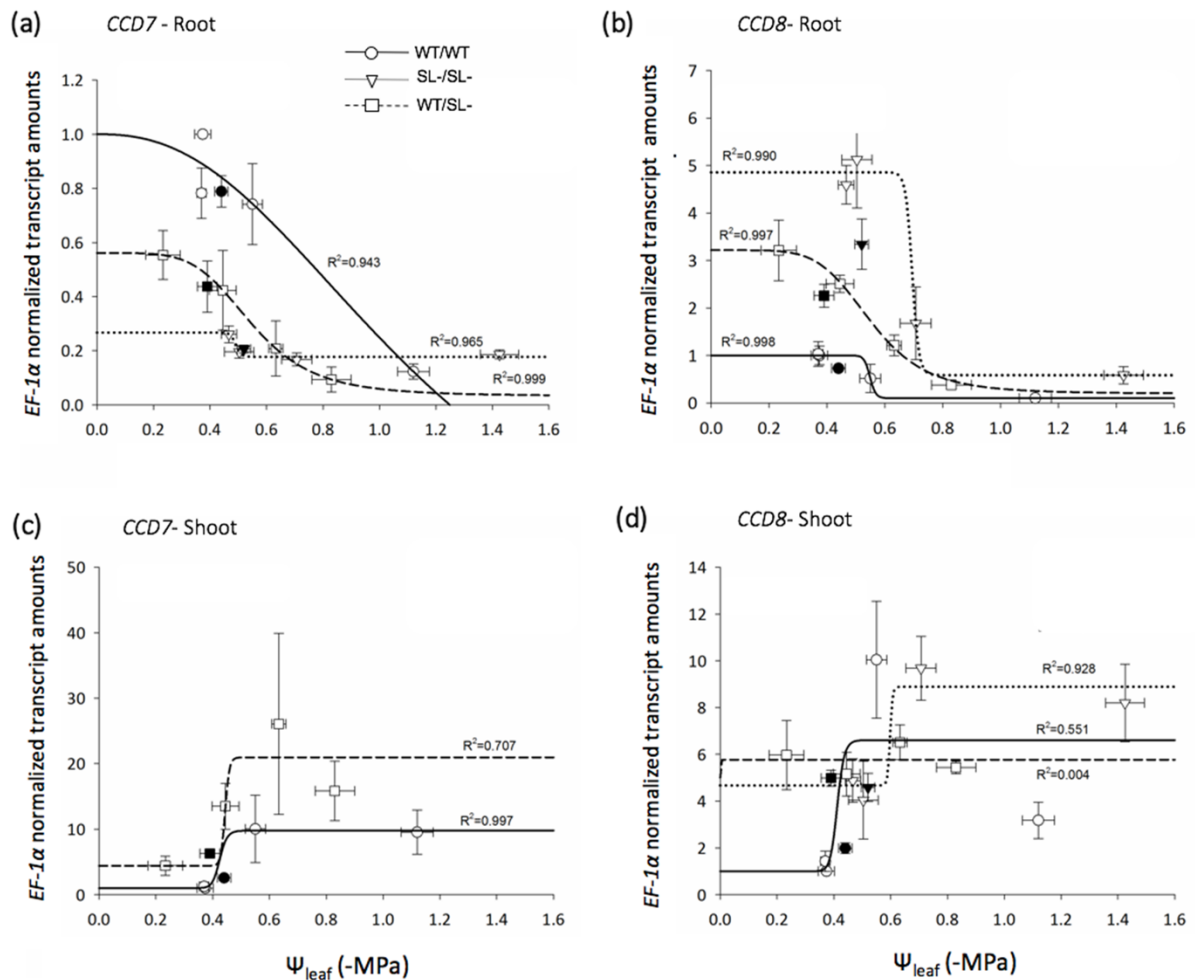 (a)
CCD7 - Root
WT/WT
SL-/SL-
WT/SL-
EF-1α normalized transcript amounts
1.2
1.0
0.8
0.6
0.4
0.2
0.0
R²=0.943
R²=0.965
R²=0.999
0.0 0.2 0.4 0.6 0.8 1.0 1.2 1.4 1.6
(b)
CCD8- Root
EF-1α normalized transcript amounts
7
6
5
4
3
2
1
0
R²=0.990
R²=0.997
R²=0.998
0.0 0.2 0.4 0.6 0.8 1.0 1.2 1.4 1.6
(c)
CCD7- Shoot
EF-1α normalized transcript amounts
50
40
30
20
10
0
R²=0.707
R²=0.997
0.0 0.2 0.4 0.6 0.8 1.0 1.2 1.4 1.6
Ψleaf (-MPa)
(d)
CCD8- Shoot
EF-1α normalized transcript amounts
14
12
10
8
6
4
2
0
R²=0.928
R²=0.551
R²=0.004
0.0 0.2 0.4 0.6 0.8 1.0 1.2 1.4 1.6
Ψleaf (-MPa)